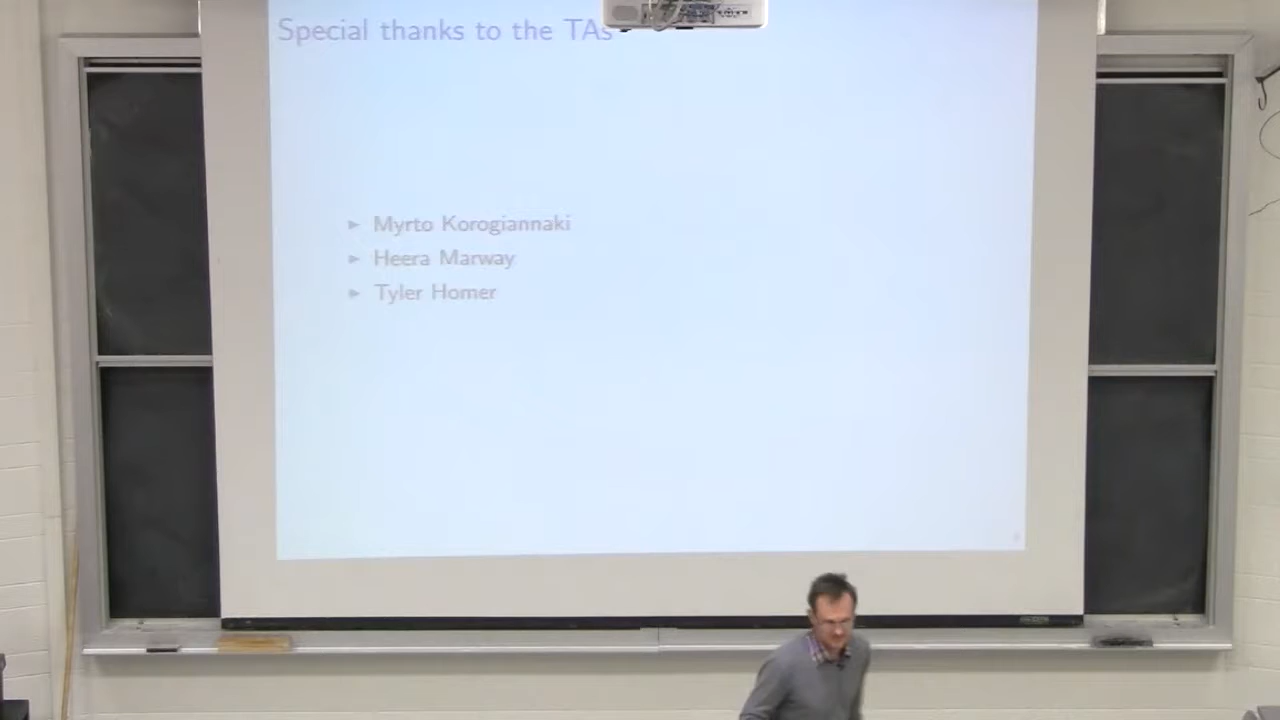 Special thanks to the TAs
► Myrto Korogiannaki
► Heera Marway
► Tyler Homer